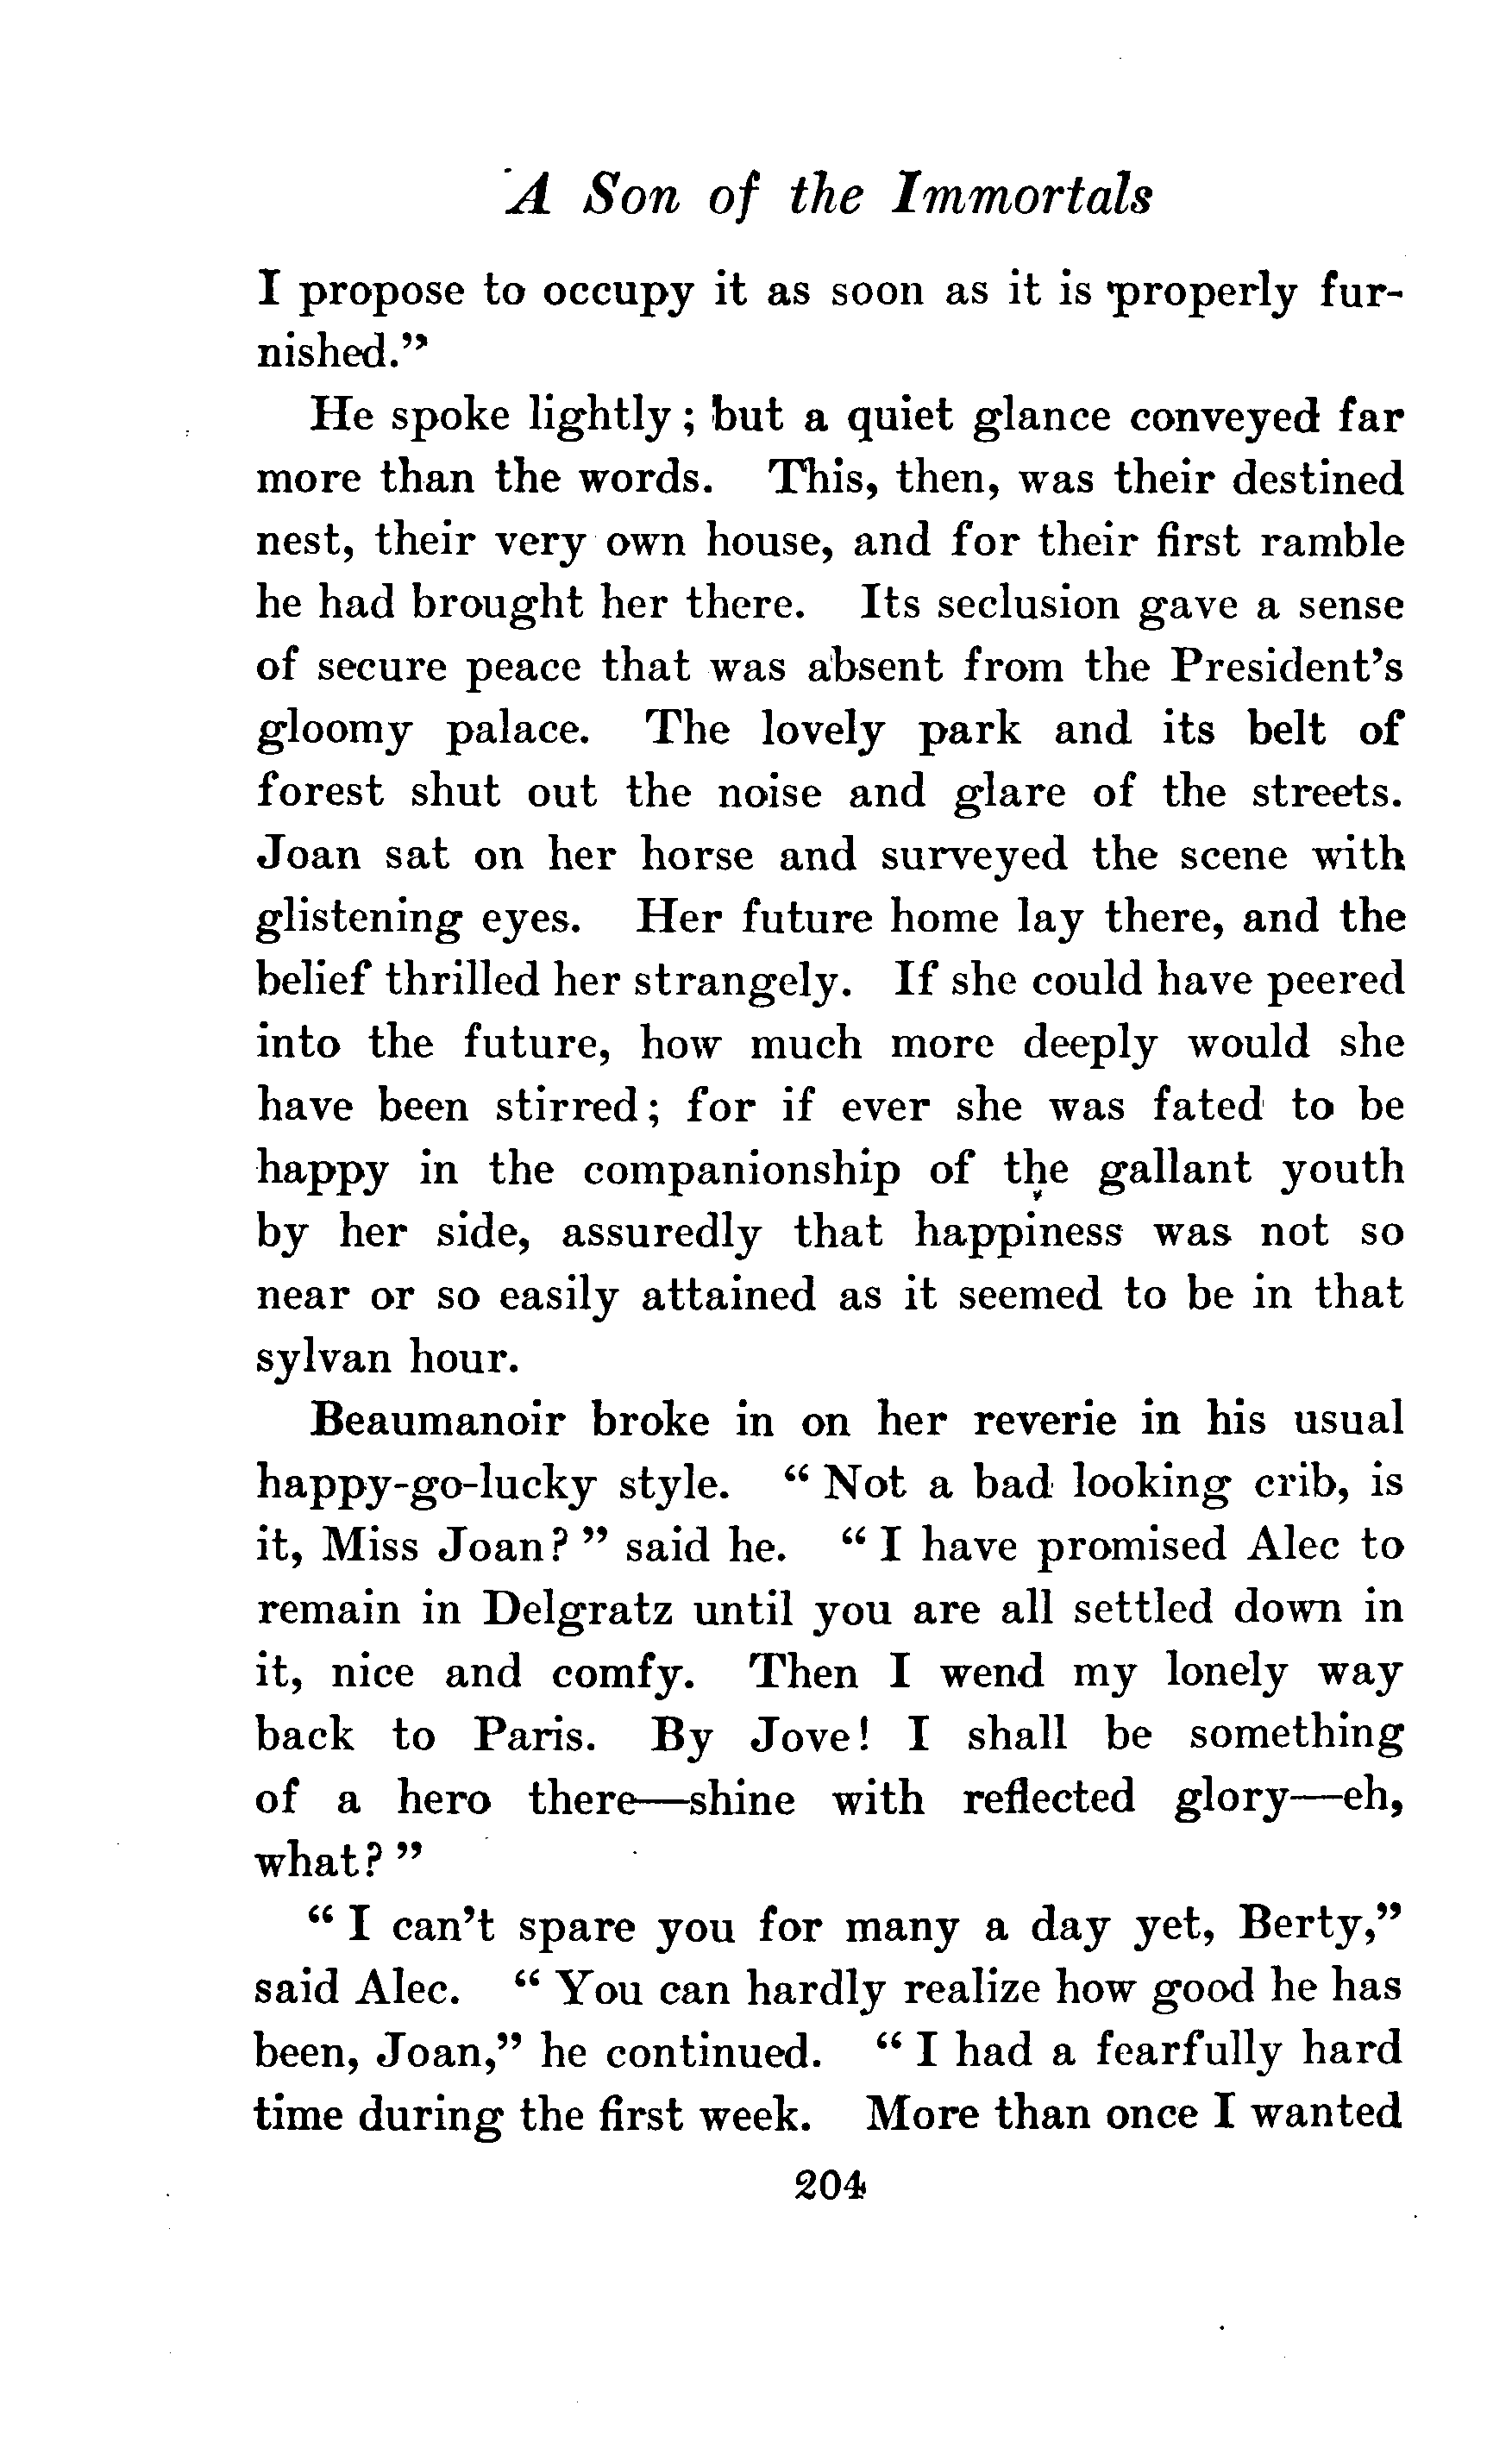 A Son of the Immortals
I propose to occupy it as soon as it is properly fur-
nished."
He spoke lightly; but a quiet glance conveyed far
more than the words. This, then, was their destined
nest, their very own house, and for their first ramble
he had brought her there. Its seclusion gave a sense
of secure peace that was absent from the President's
gloomy palace. The lovely park and its belt of
forest shut out the noise and glare of the streets.
Joan sat on her horse and surveyed the scene with
glistening eyes. Her future home lay there, and the
belief thrilled her strangely. If she could have peered
into the future, how much more deeply would she
have been stirred; for if ever she was fated to be
happy in the companionship of the gallant youth
by her side, assuredly that happiness was not so
near or so easily attained as it seemed to be in that
sylvan hour.
Beaumanoir broke in on her reverie in his usual
happy-go-lucky style. "Not a bad looking crib, is
it, Miss Joan?" said he. "I have promised Alec to
remain in Delgratz until you are all settled down in
it, nice and comfy. Then I wend my lonely way
back to Paris. By Jove! I shall be something
of a hero there—shine with reflected glory—eh,
what?"
"I can't spare you for many a day yet, Berty,"
said Alec. "You can hardly realize how good he has
been, Joan," he continued. "I had a fearfully hard
time during the first week. More than once I wanted
204